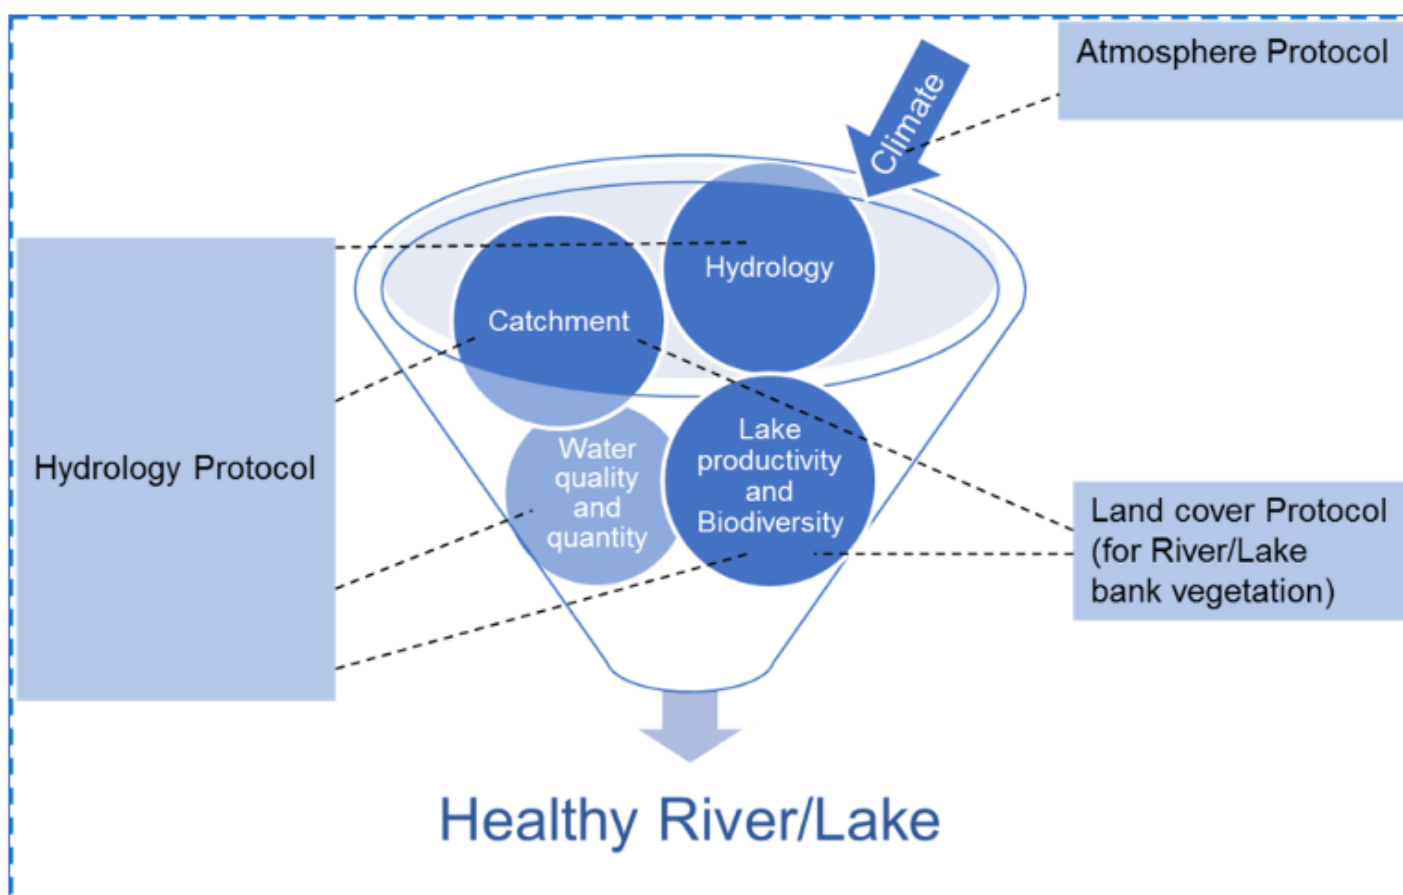 Atmosphere Protocol
Climate
Hydrology
Catchment
Hydrology Protocol
Water
quality
and
quantity
Lake
productivity
and
Biodiversity
Land cover Protocol
(for River/Lake
bank vegetation)
Healthy River/Lake